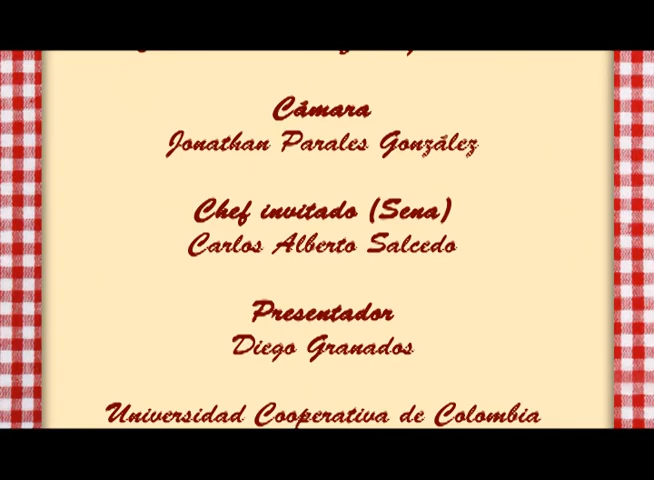 Cámara
Jonathan Parales González
Chef invitado (Sena)
Carlos Alberto Salcedo
Presentador
Diego Granados
Universidad Cooperativa de Colombia